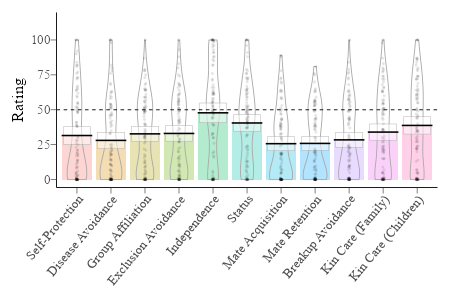 Rating
100
75
50
25
0
Self-Protection
Disease Avoidance
Group Affiliation
Exclusion Avoidance
Independence
Status
Mate Acquisition
Mate Retention
Breakup Avoidance
Kin Care (Family)
Kin Care (Children)